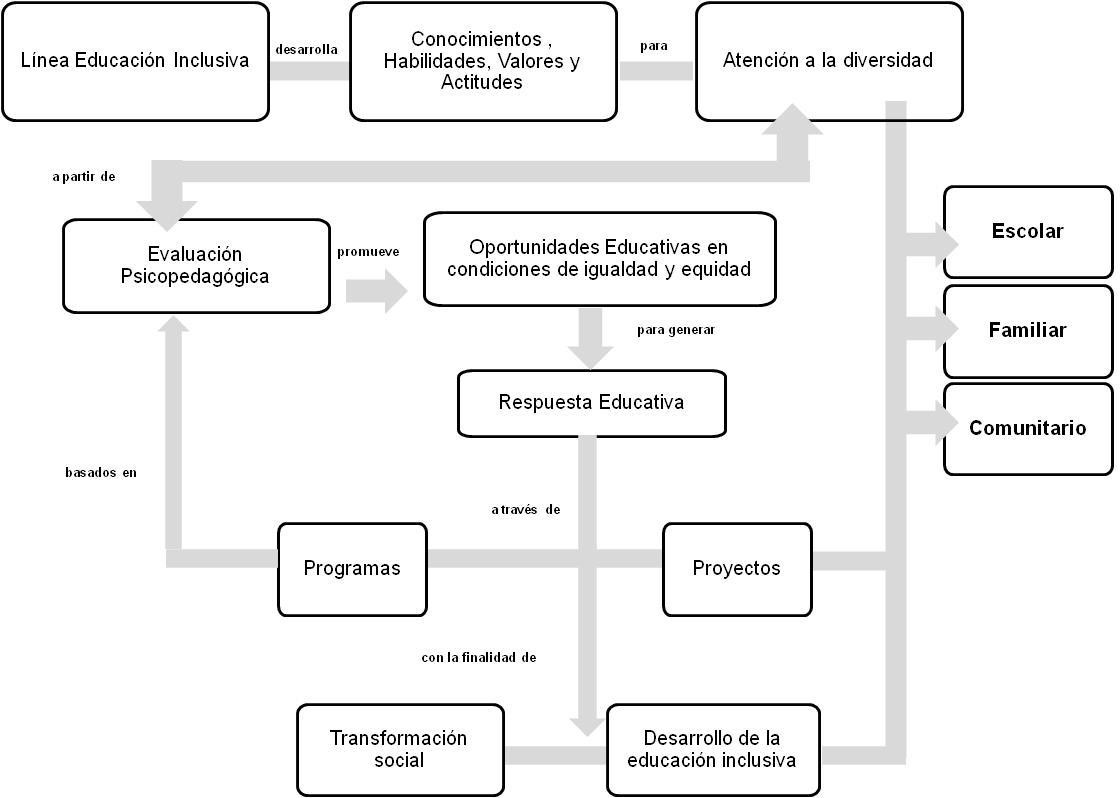 Línea Educación Inclusiva
desarrolla
Conocimientos ,
Habilidades, Valores y
Actitudes
para
Atención a la diversidad
a partir de
Evaluación
Psicopedagógica
promueve
Oportunidades Educativas en
condiciones de igualdad y equidad
Escolar
Familiar
Comunitario
para generar
Respuesta Educativa
basados en
a través de
Programas
Proyectos
con la finalidad de
Transformación
social
Desarrollo de la
educación inclusiva